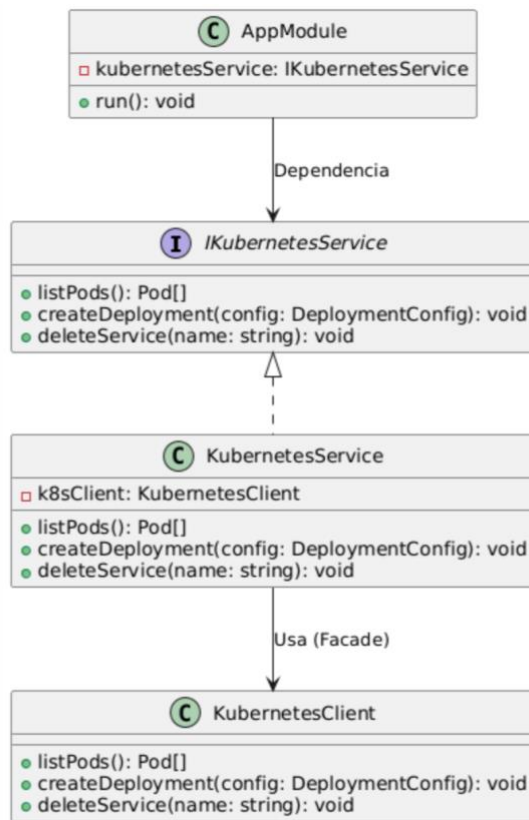 C AppModule
kubernetesService: IKubernetesService
run(): void
Dependencia
I IKubernetesService
listPods(): Pod[]
createDeployment(config: DeploymentConfig): void
deleteService(name: string): void
C KubernetesService
k8sClient: KubernetesClient
listPods(): Pod[]
createDeployment(config: DeploymentConfig): void
deleteService(name: string): void
Usa (Facade)
C KubernetesClient
listPods(): Pod[]
createDeployment(config: DeploymentConfig): void
deleteService(name: string): void